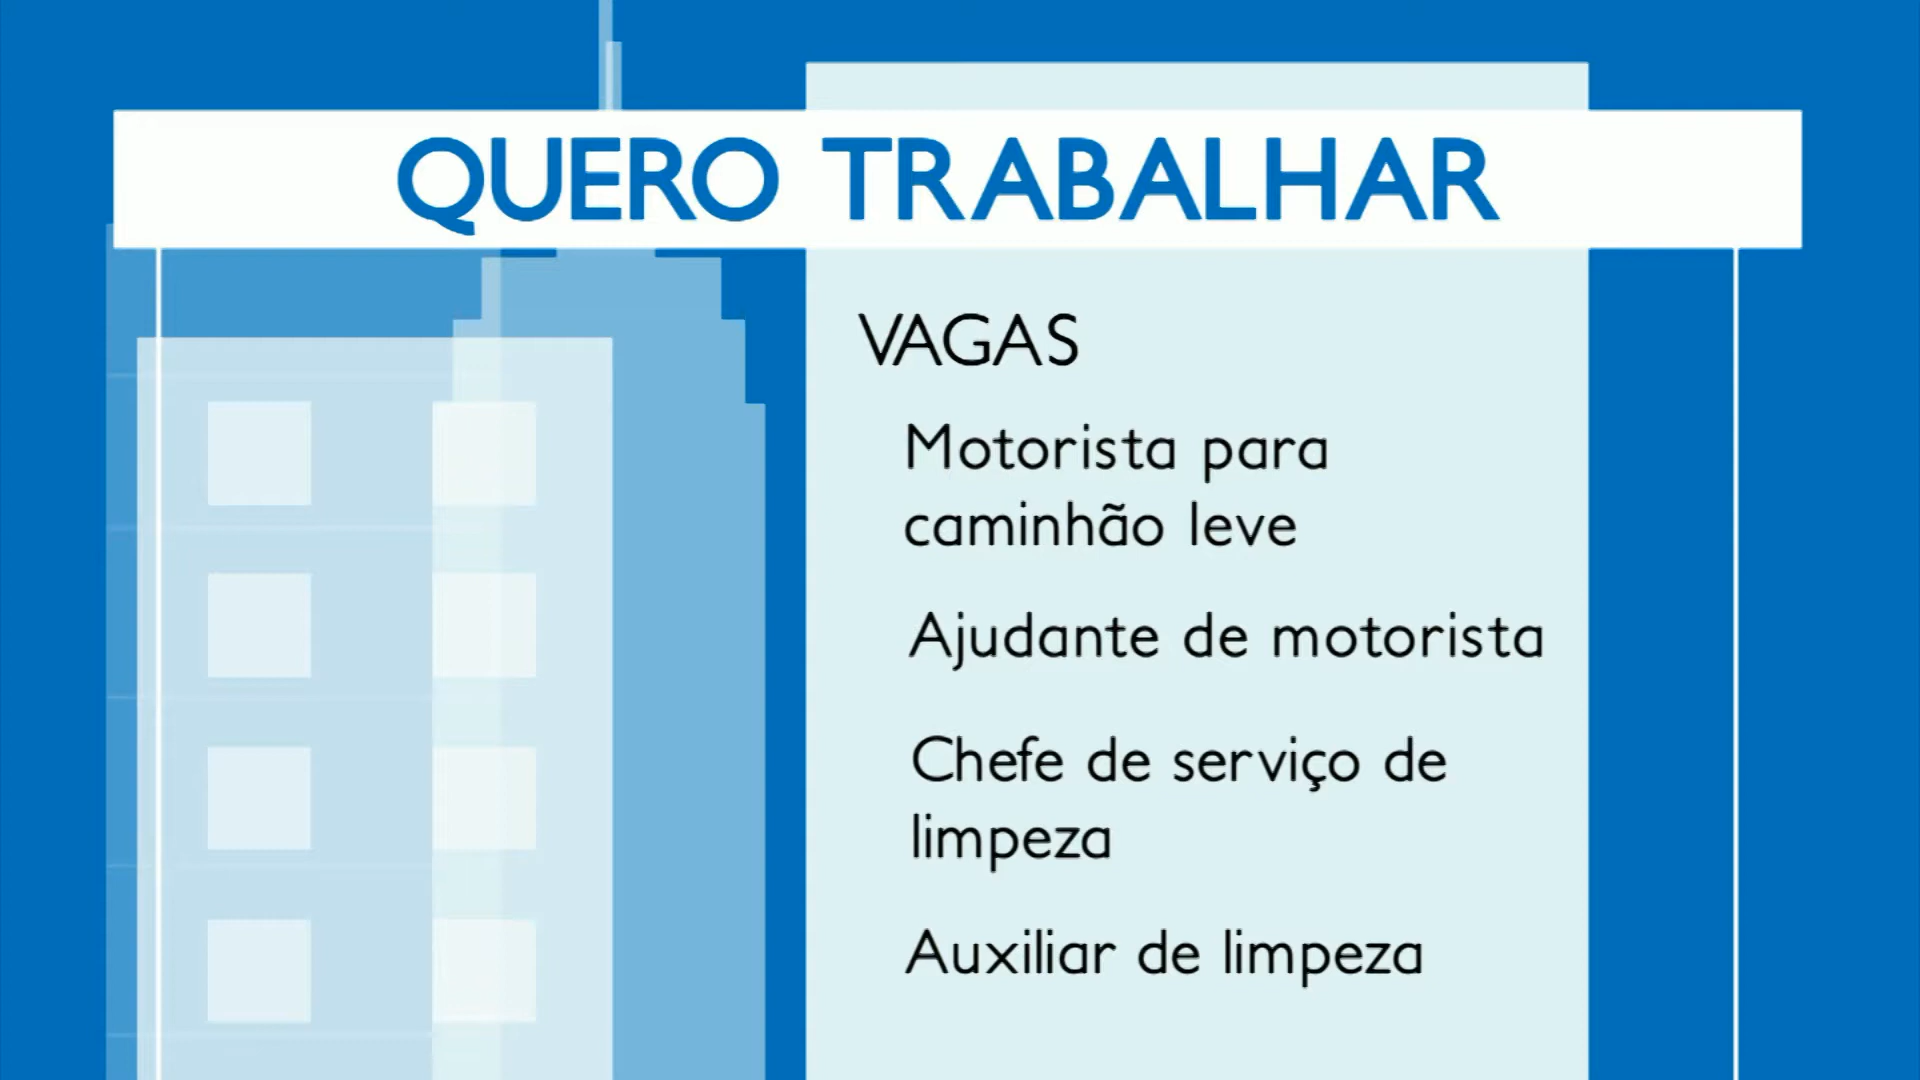 QUERO TRABALHAR
VAGAS
Motorista para
caminhão leve
Ajudante de motorista
Chefe de serviço de
limpeza
Auxiliar de limpeza